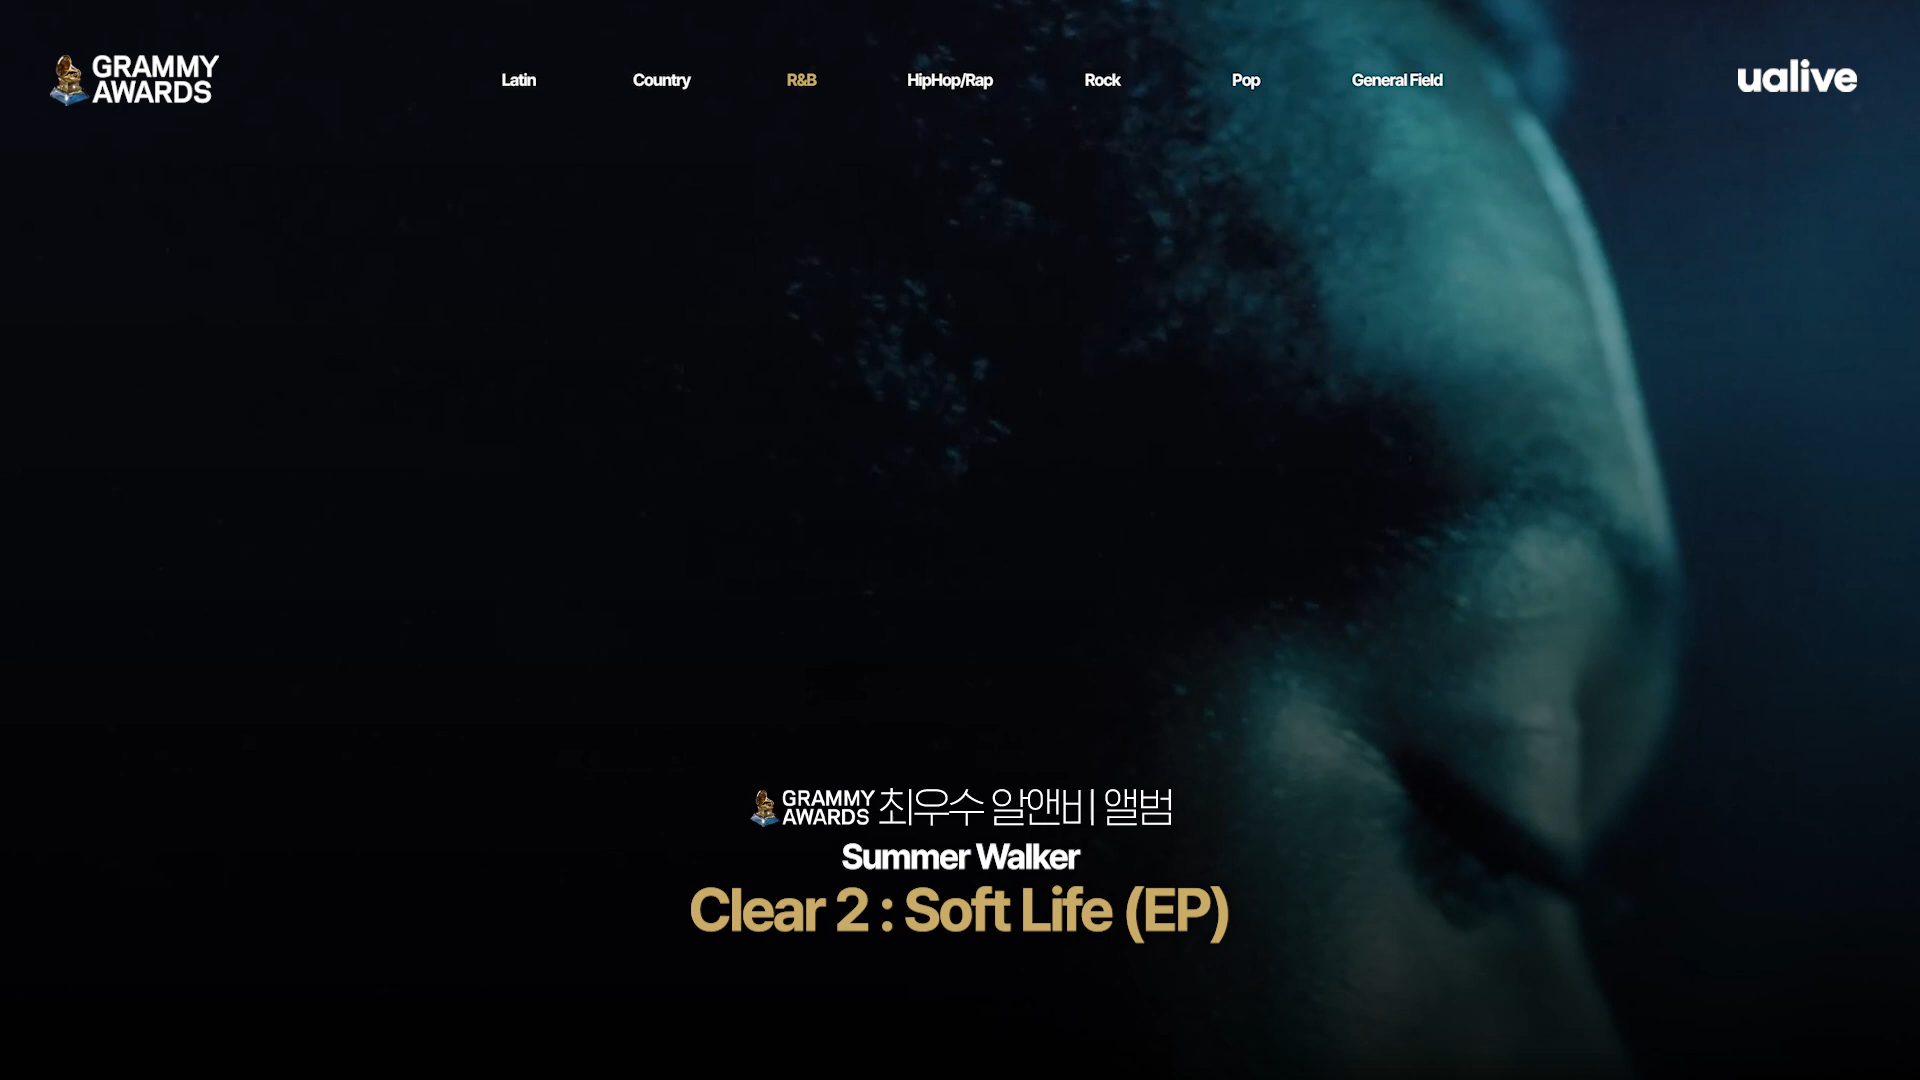 GRAMMY
AWARDS
Latin Country R&B HipHop/Rap Rock Pop General Field
ualive
GRAMMY
AWARDS 최우수 알앤비 앨범
Summer Walker
Clear 2 : Soft Life (EP)